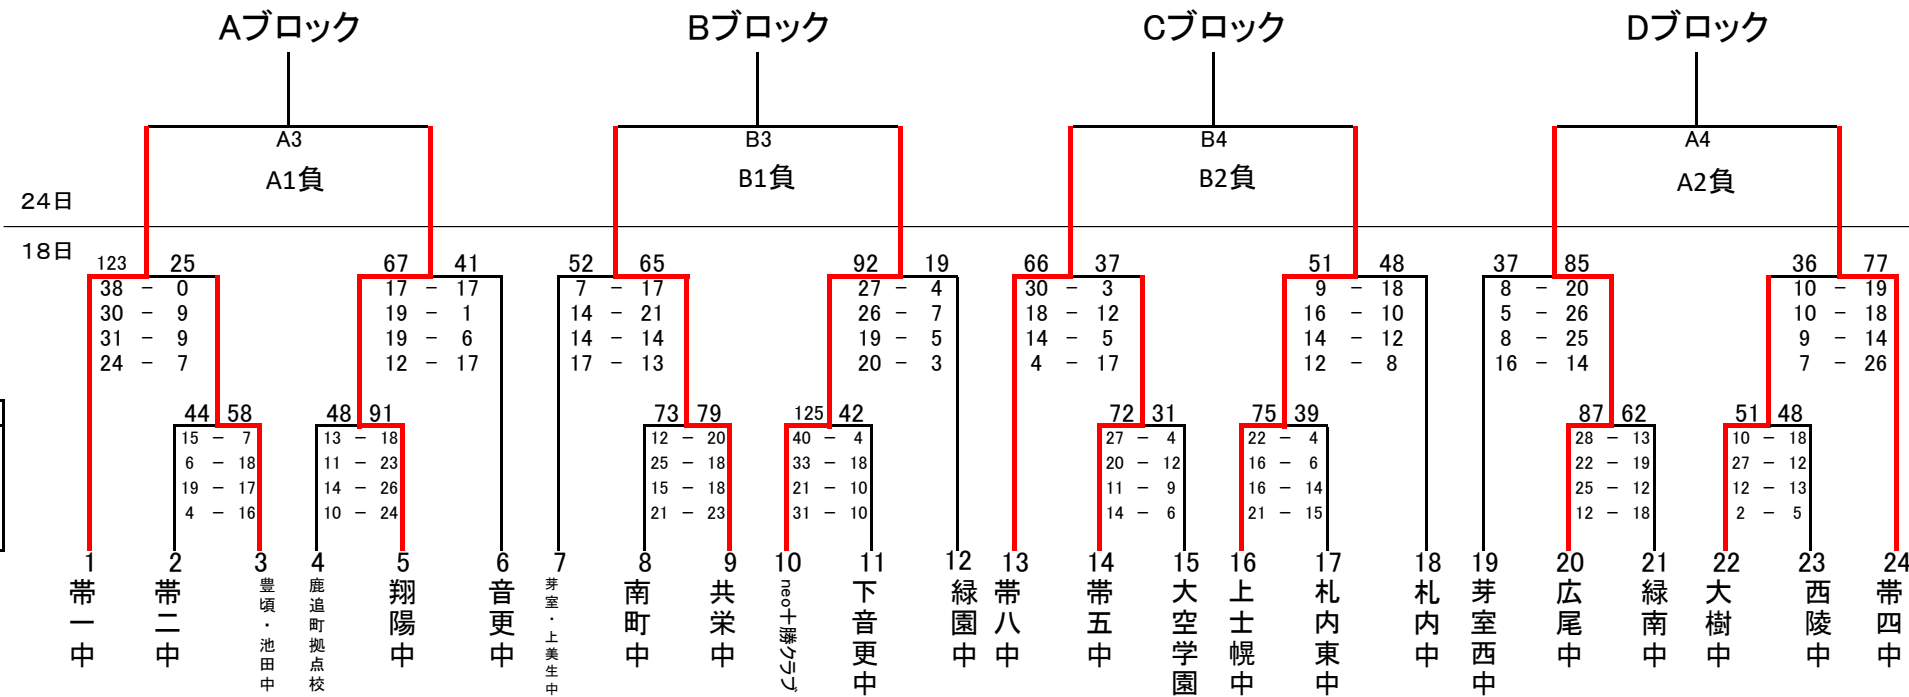 Aブロック Bブロック Cブロック Dブロック
A3 B3 B4 A4
A1負 B1負 B2負 A2負
24日
18日
123 25 67 41 52 65 92 19 66 37 51 48 37 85 36 77
38 － 0 17 － 17 7 － 17 27 － 4 30 － 3 9 － 18 8 － 20 10 － 19
30 － 9 19 － 1 14 － 21 26 － 7 18 － 12 16 － 10 5 － 26 10 － 18
31 － 9 19 － 6 14 － 14 19 － 5 14 － 5 14 － 12 8 － 25 9 － 14
24 － 7 12 － 17 17 － 13 20 － 3 4 － 17 12 － 8 16 － 14 7 － 26
44 58 48 91 73 79 125 42 72 31 75 39 87 62 51 48
15 － 7 13 － 18 12 － 20 40 － 4 27 － 4 22 － 4 28 － 13 10 － 18
6 － 18 11 － 23 25 － 18 33 － 18 20 － 12 16 － 6 22 － 19 27 － 12
19 － 17 14 － 26 15 － 18 21 － 10 11 － 9 16 － 14 25 － 12 12 － 13
4 － 16 10 － 24 21 － 23 31 － 10 14 － 6 21 － 15 12 － 18 2 － 5
1 2 3 4 5 6 7 8 9 10 11 12 13 14 15 16 17 18 19 20 21 22 23 24
帯一中
帯二中
豊頃・池田中
鹿追町拠点校
翔陽中
音更中
芽室・上美生中
南町中
共栄中
neo十勝クラブ
下音更中
緑園中
帯八中
帯五中
大空学園
上士幌中
札内東中
札内中
芽室西中
広尾中
緑南中
大樹中
西陵中
帯四中